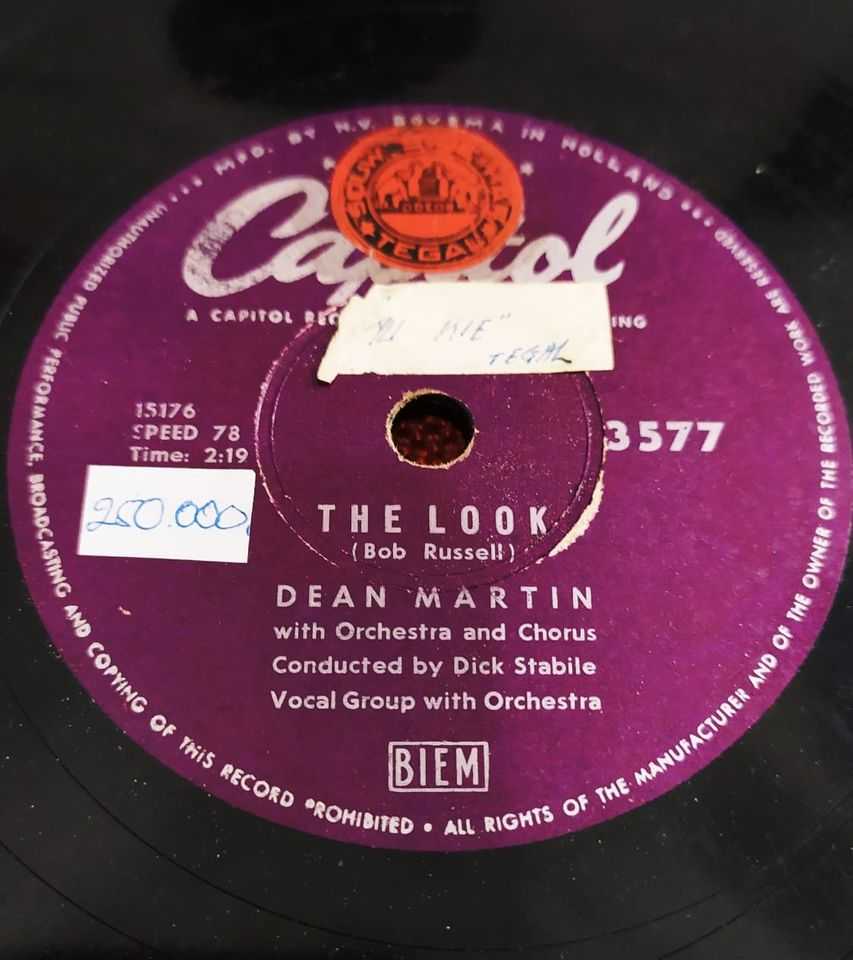 ••• MFD. BY N.V. BOVEMA IN HOLLAND •••
Capitol
TEGAL
ODEON
A CAPITOL REC
ING
TEGAL
15176
SPEED 78
Time: 2:19
3577
250.000.
THE LOOK
(Bob Russell)
DEAN MARTIN
with Orchestra and Chorus
Conducted by Dick Stabile
Vocal Group with Orchestra
BIEM
UNAUTHORIZED PUBLIC PERFORMANCE, BROADCASTING AND COPYING OF THIS RECORD PROHIBITED • ALL RIGHTS OF THE MANUFACTURER AND OF THE OWNER OF THE RECORDED WORK ARE RESERVED